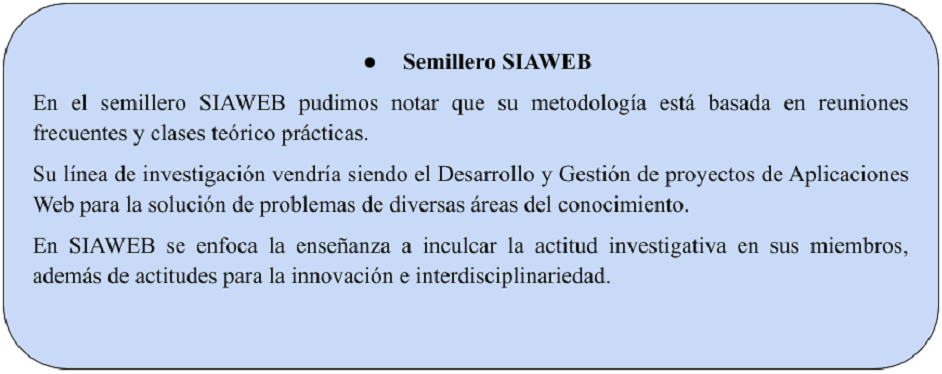 ● Semillero SIAWEB
En el semillero SIAWEB pudimos notar que su metodología está basada en reuniones
frecuentes y clases teórico prácticas.
Su línea de investigación vendría siendo el Desarrollo y Gestión de proyectos de Aplicaciones
Web para la solución de problemas de diversas áreas del conocimiento.
En SIAWEB se enfoca la enseñanza a inculcar la actitud investigativa en sus miembros,
además de actitudes para la innovación e interdisciplinariedad.